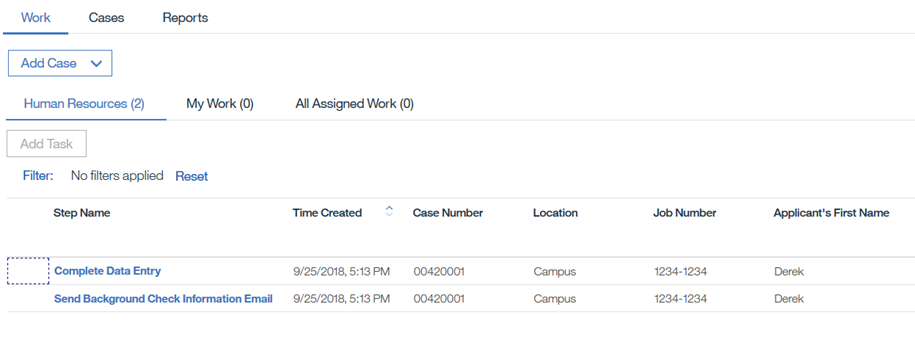 Work Cases Reports
Add Case
Human Resources (2) My Work (0) All Assigned Work (0)
Add Task
Filter: No filters applied Reset
Step Name Time Created Case Number Location Job Number Applicant's First Name
Complete Data Entry 9/25/2018, 5:13 PM 00420001 Campus 1234-1234 Derek
Send Background Check Information Email 9/25/2018, 5:13 PM 00420001 Campus 1234-1234 Derek